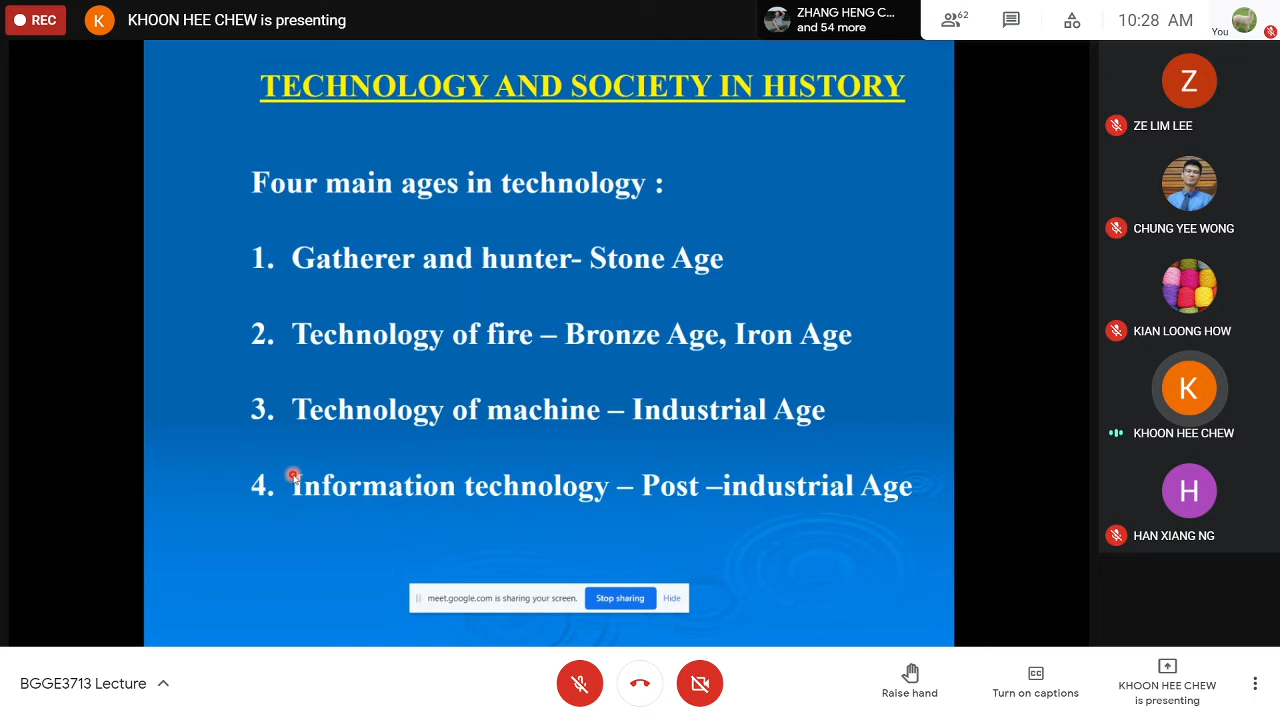 REC
K
KHOON HEE CHEW is presenting
ZHANG HENG C...
and 54 more
62
10:28 AM
You
TECHNOLOGY AND SOCIETY IN HISTORY
Four main ages in technology :
1. Gatherer and hunter- Stone Age
2. Technology of fire – Bronze Age, Iron Age
3. Technology of machine – Industrial Age
4. Information technology – Post –industrial Age
meet.google.com is sharing your screen. Stop sharing Hide
Z
ZE LIM LEE
CHUNG YEE WONG
KIAN LOONG HOW
K
KHOON HEE CHEW
H
HAN XIANG NG
BGGE3713 Lecture
Raise hand
Turn on captions
KHOON HEE CHEW
is presenting